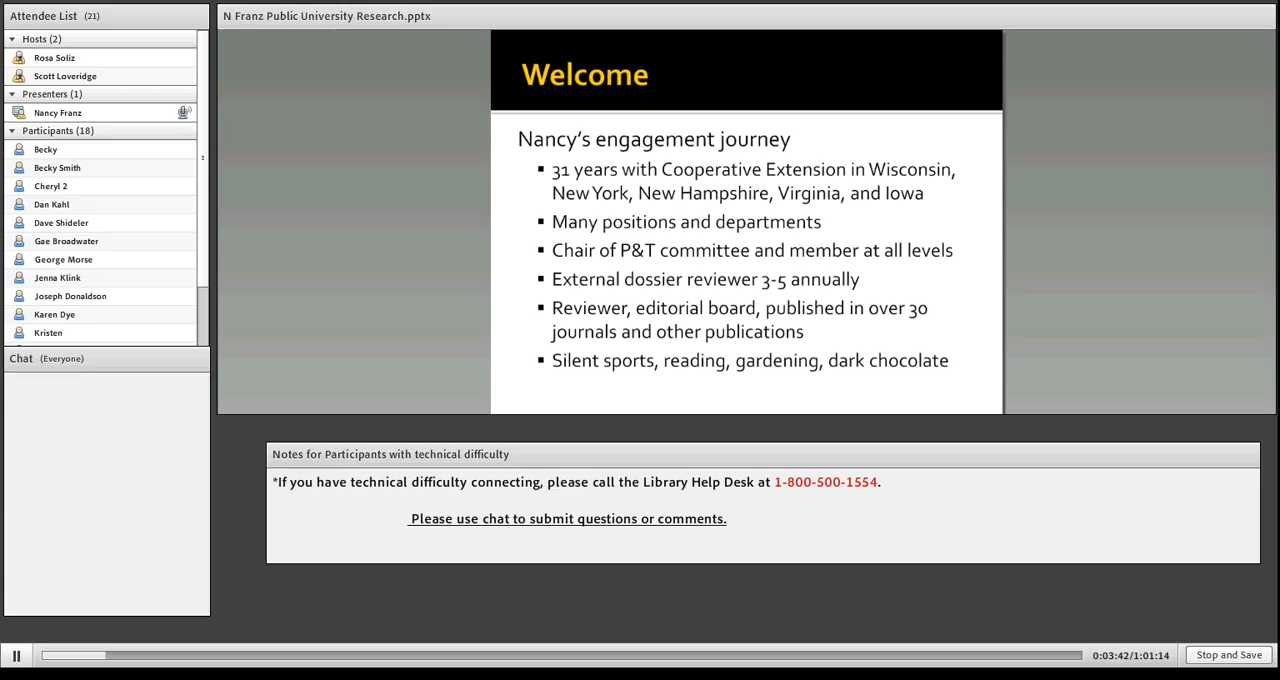 Attendee List (21)
Hosts (2)
Rosa Soliz
Scott Loveridge
Presenters (1)
Nancy Franz
Participants (18)
Becky
Becky Smith
Cheryl 2
Dan Kahl
Dave Shideler
Gae Broadwater
George Morse
Jenna Klink
Joseph Donaldson
Karen Dye
Kristen
Chat (Everyone)
N Franz Public University Research.pptx
Welcome
Nancy's engagement journey
▪ 31 years with Cooperative Extension in Wisconsin,
New York, New Hampshire, Virginia, and Iowa
▪ Many positions and departments
▪ Chair of P&T committee and member at all levels
▪ External dossier reviewer 3-5 annually
▪ Reviewer, editorial board, published in over 30
journals and other publications
▪ Silent sports, reading, gardening, dark chocolate
Notes for Participants with technical difficulty
*If you have technical difficulty connecting, please call the Library Help Desk at 1-800-500-1554.
Please use chat to submit questions or comments.
0:03:42/1:01:14
Stop and Save